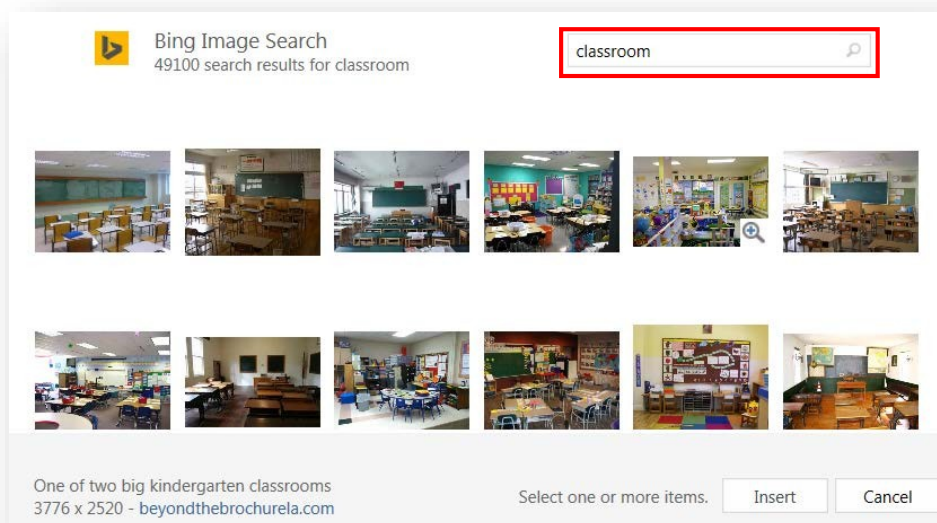 Bing Image Search
49100 search results for classroom
classroom
One of two big kindergarten classrooms
3776 x 2520 - beyondthebrochurela.com
Select one or more items.
Insert
Cancel